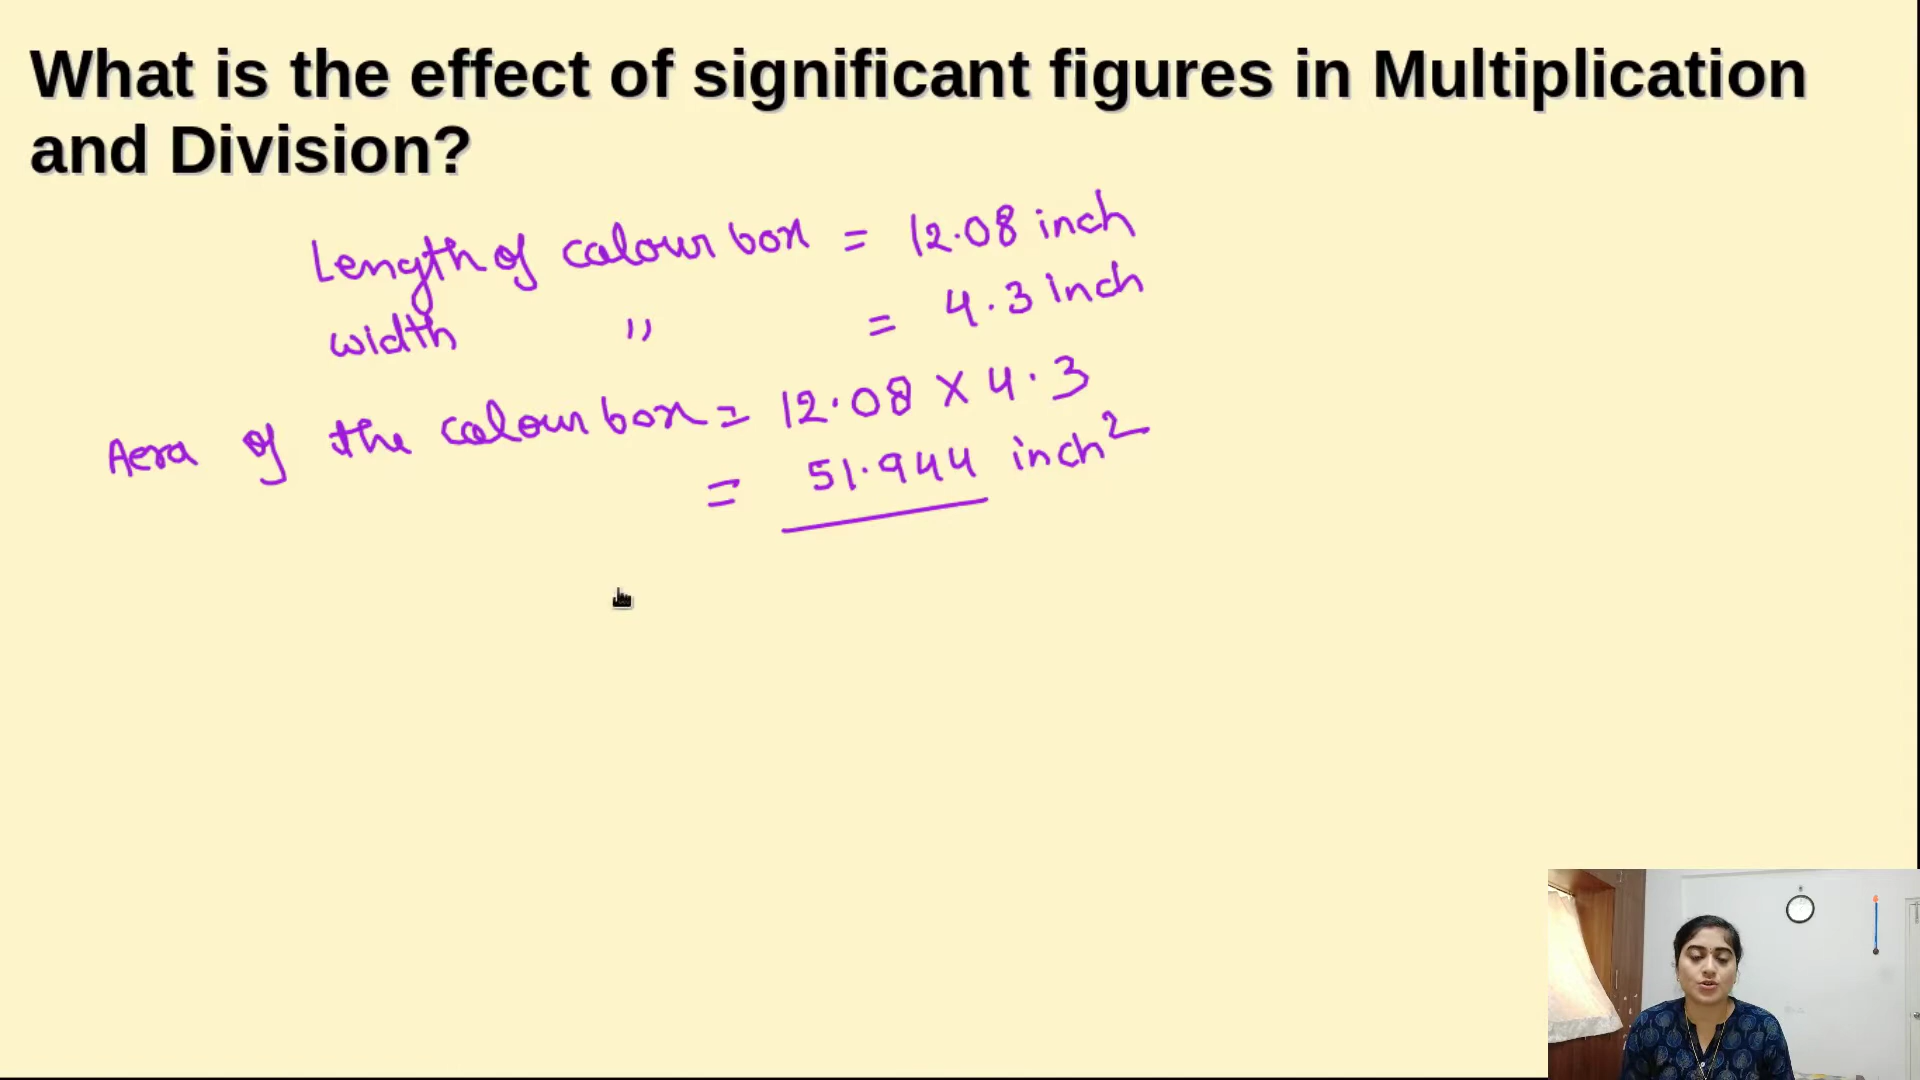 What is the effect of significant figures in Multiplication
and Division?
Length of colour box = 12.08 inch
width " = 4.3 inch
Aera of the colour box = 12.08 X 4.3
= 51.944 inch²